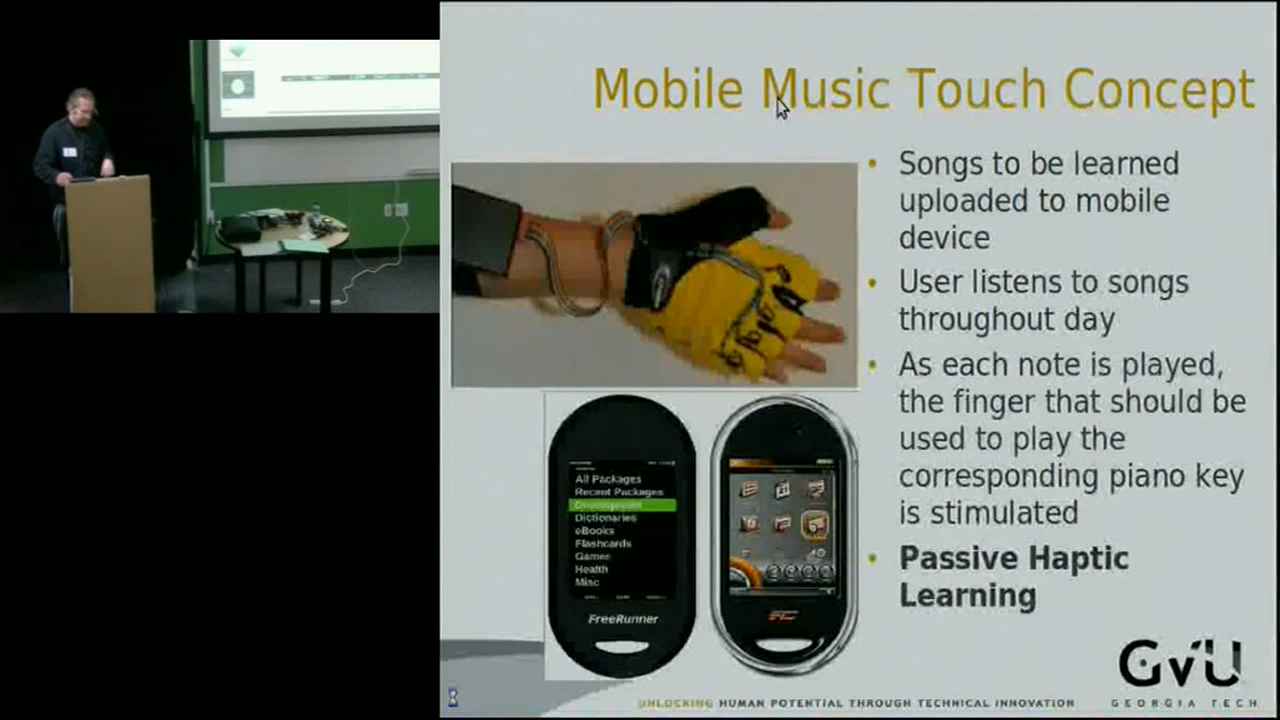 Mobile Music Touch Concept
• Songs to be learned
uploaded to mobile
device
• User listens to songs
throughout day
• As each note is played,
the finger that should be
used to play the
corresponding piano key
is stimulated
• Passive Haptic
Learning
All Packages
Recent Packages
Dictionaries
eBooks
Flashcards
Games
Health
Misc
FreeRunner
GVU
GEORGIA TECH
UNLOCKING HUMAN POTENTIAL THROUGH TECHNICAL INNOVATION